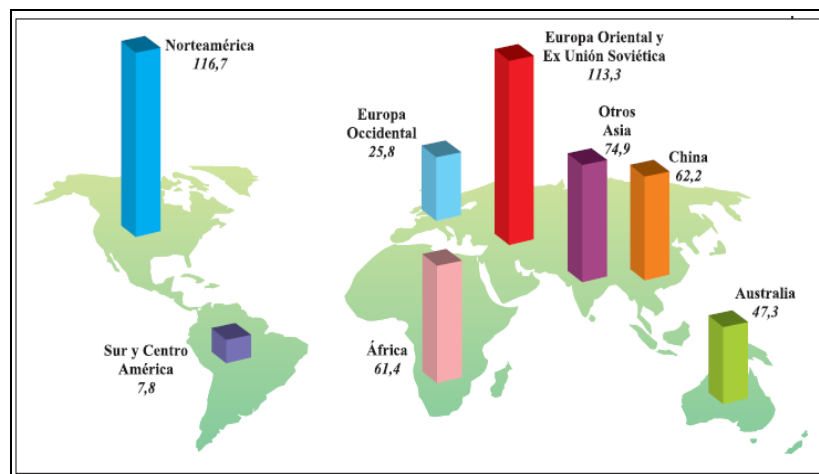 Norteamérica
116,7
Europa Oriental y
Ex Unión Soviética
113,3
Europa
Occidental
25,8
Otros
Asia
74,9
China
62,2
Australia
47,3
Sur y Centro
América
7,8
África
61,4